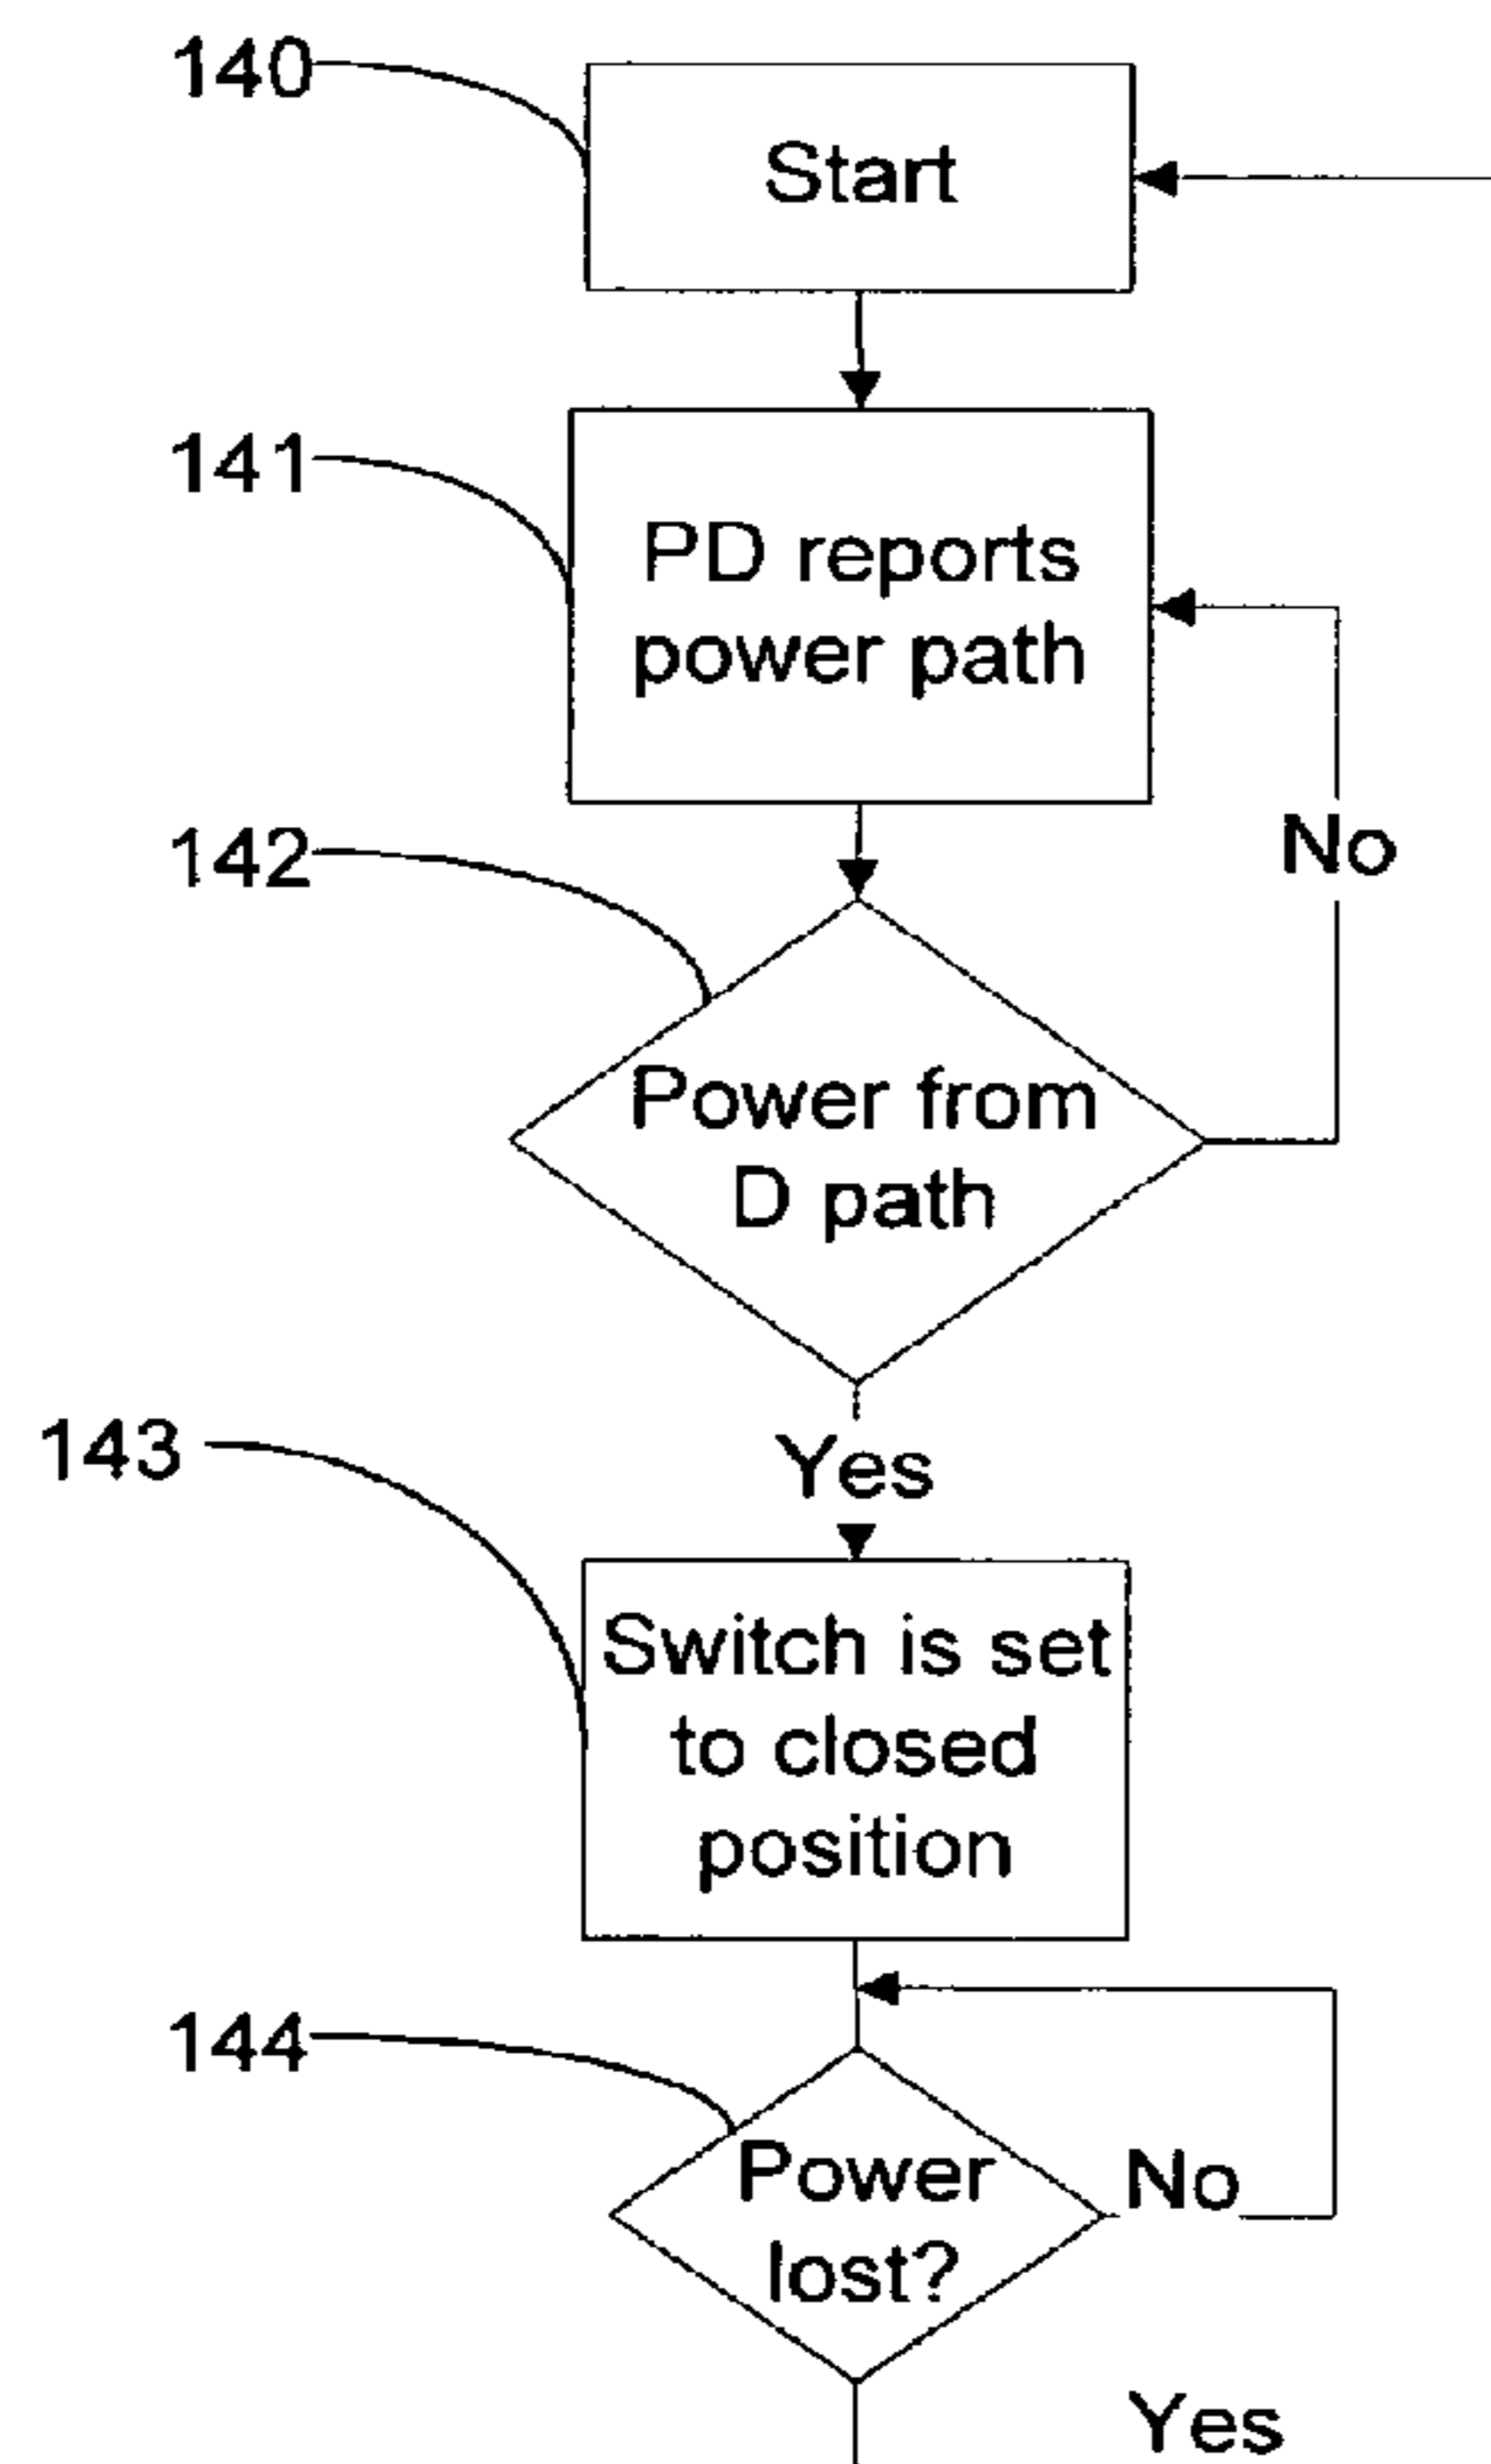 140
Start
141
PD reports
power path
142
No
Power from
D path
Yes
143
Switch is set
to closed
position
144
Power
lost?
No
Yes